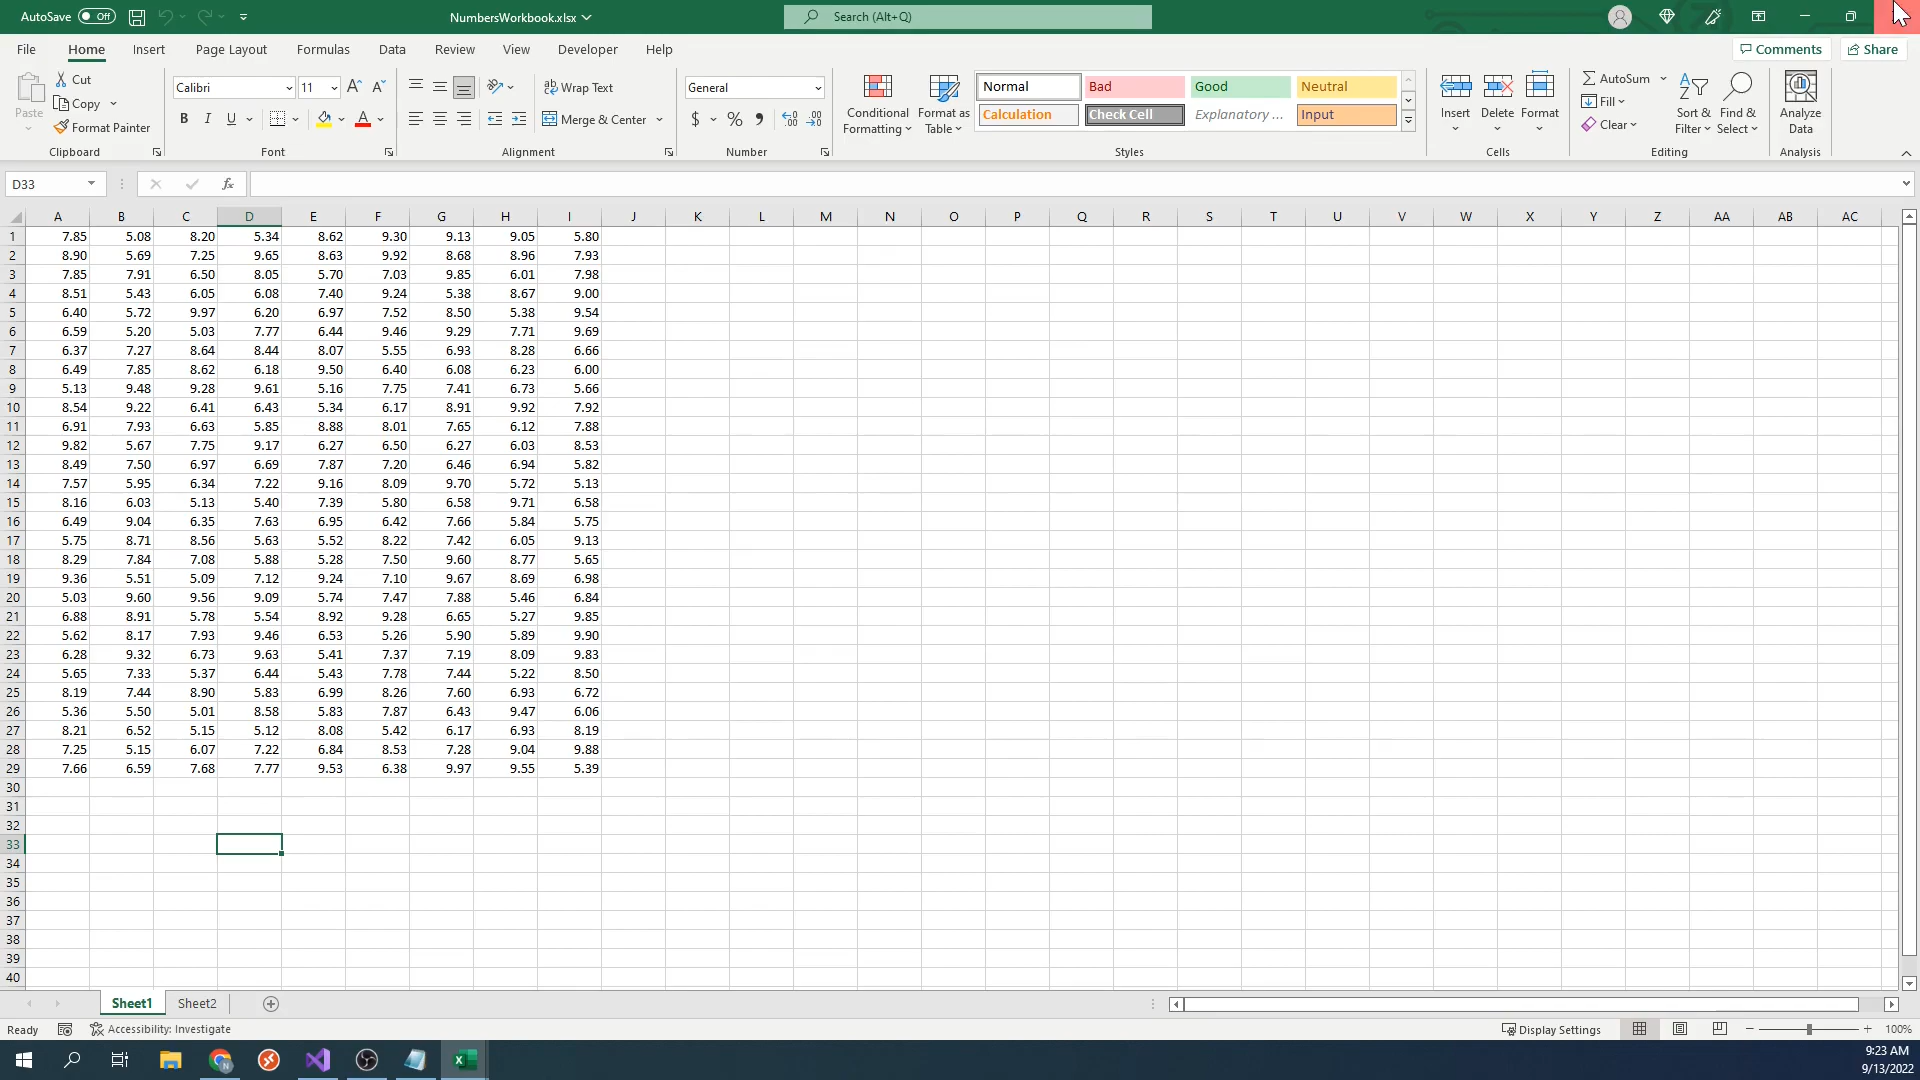 AutoSave Off NumbersWorkbook.xlsx Search (Alt+Q)
File Home Insert Page Layout Formulas Data Review View Developer Help Comments Share
Paste
Cut
Copy
Format Painter
Clipboard
Calibri 11
B I U
Font
Wrap Text
Merge & Center
Alignment
General
$ % 9
Number
Conditional Formatting
Format as Table
Normal Bad Good Neutral
Calculation Check Cell Explanatory ... Input
Styles
Insert Delete Format
Cells
AutoSum
Fill
Clear
Sort & Filter
Find & Select
Editing
Analyze Data
Analysis
D33 fx
A B C D E F G H I J K L M N O P Q R S T U V W X Y Z AA AB AC
1 7.85 5.08 8.20 5.34 8.62 9.30 9.13 9.05 5.80
2 8.90 5.69 7.25 9.65 8.63 9.92 8.68 8.96 7.93
3 7.85 7.91 6.50 8.05 5.70 7.03 9.85 6.01 7.98
4 8.51 5.43 6.05 6.08 7.40 9.24 5.38 8.67 9.00
5 6.40 5.72 9.97 6.20 6.97 7.52 8.50 5.38 9.54
6 6.59 5.20 5.03 7.77 6.44 9.46 9.29 7.71 9.69
7 6.37 7.27 8.64 8.44 8.07 5.55 6.93 8.28 6.66
8 6.49 7.85 8.62 6.18 9.50 6.40 6.08 6.23 6.00
9 5.13 9.48 9.28 9.61 5.16 7.75 7.41 6.73 5.66
10 8.54 9.22 6.41 6.43 5.34 6.17 8.91 9.92 7.92
11 6.91 7.93 6.63 5.85 8.88 8.01 7.65 6.12 7.88
12 9.82 5.67 7.75 9.17 6.27 6.50 6.27 6.03 8.53
13 8.49 7.50 6.97 6.69 7.87 7.20 6.46 6.94 5.82
14 7.57 5.95 6.34 7.22 9.16 8.09 9.70 5.72 5.13
15 8.16 6.03 5.13 5.40 7.39 5.80 6.58 9.71 6.58
16 6.49 9.04 6.35 7.63 6.95 6.42 7.66 5.84 5.75
17 5.75 8.71 8.56 5.63 5.52 8.22 7.42 6.05 9.13
18 8.29 7.84 7.08 5.88 5.28 7.50 9.60 8.77 5.65
19 9.36 5.51 5.09 7.12 9.24 7.10 9.67 8.69 6.98
20 5.03 9.60 9.56 9.09 5.74 7.47 7.88 5.46 6.84
21 6.88 8.91 5.78 5.54 8.92 9.28 6.65 5.27 9.85
22 5.62 8.17 7.93 9.46 6.53 5.26 5.90 5.89 9.90
23 6.28 9.32 6.73 9.63 5.41 7.37 7.19 8.09 9.83
24 5.65 7.33 5.37 6.44 5.43 7.78 7.44 5.22 8.50
25 8.19 7.44 8.90 5.83 6.99 8.26 7.60 6.93 6.72
26 5.36 5.50 5.01 8.58 5.83 7.87 6.43 9.47 6.06
27 8.21 6.52 5.15 5.12 8.08 5.42 6.17 6.93 8.19
28 7.25 5.15 6.07 7.22 6.84 8.53 7.28 9.04 9.88
29 7.66 6.59 7.68 7.77 9.53 6.38 9.97 9.55 5.39
30
31
32
33
34
35
36
37
38
39
40
Sheet1 Sheet2
Ready Accessibility: Investigate Display Settings 100%
9:23 AM
9/13/2022